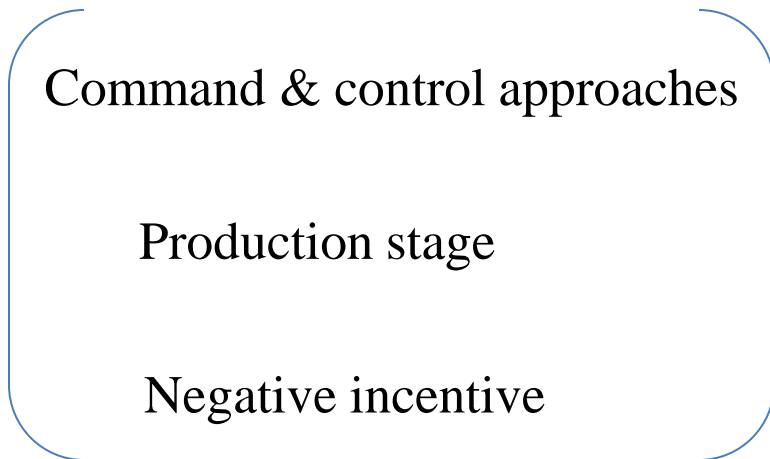 Command & control approaches
Production stage
Negative incentive